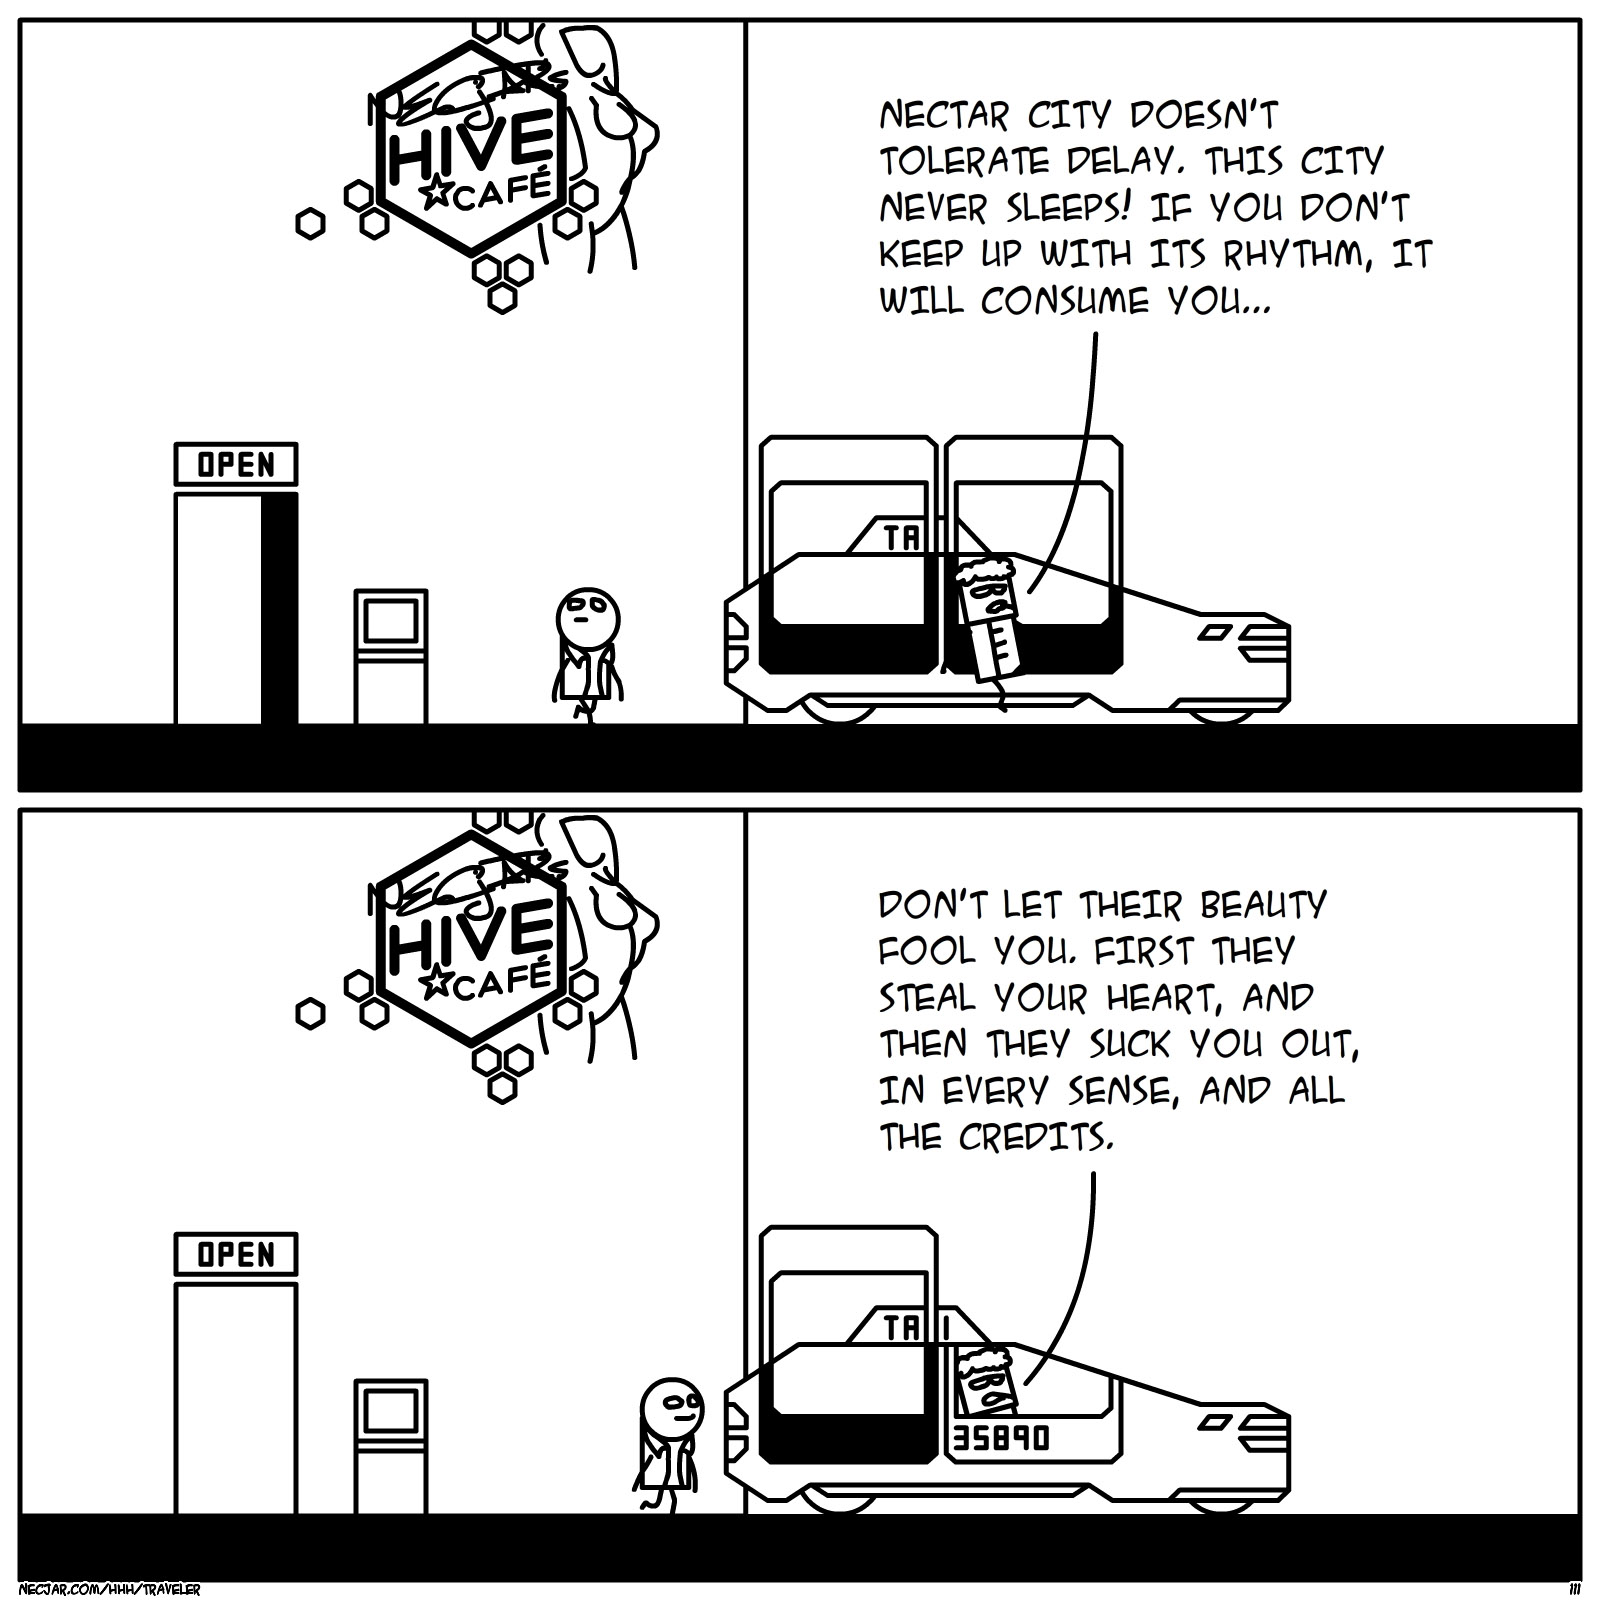 HIVE
CAFÉ
NECTAR CITY DOESN'T
TOLERATE DELAY. THIS CITY
NEVER SLEEPS! IF YOU DON'T
KEEP UP WITH ITS RHYTHM, IT
WILL CONSUME YOU...
OPEN
TA
HIVE
CAFÉ
DON'T LET THEIR BEAUTY
FOOL YOU. FIRST THEY
STEAL YOUR HEART, AND
THEN THEY SUCK YOU OUT,
IN EVERY SENSE, AND ALL
THE CREDITS.
OPEN
TA I
35890
NECJAR.COM/HHH/TRAVELER
111